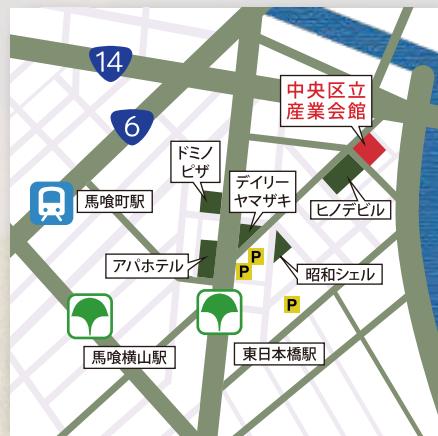 14
6
中央区立
産業会館
ドミノ
ピザ
デイリー
ヤマザキ
馬喰町駅
ヒノデビル
アパホテル
P
P
昭和シェル
P
馬喰横山駅
東日本橋駅